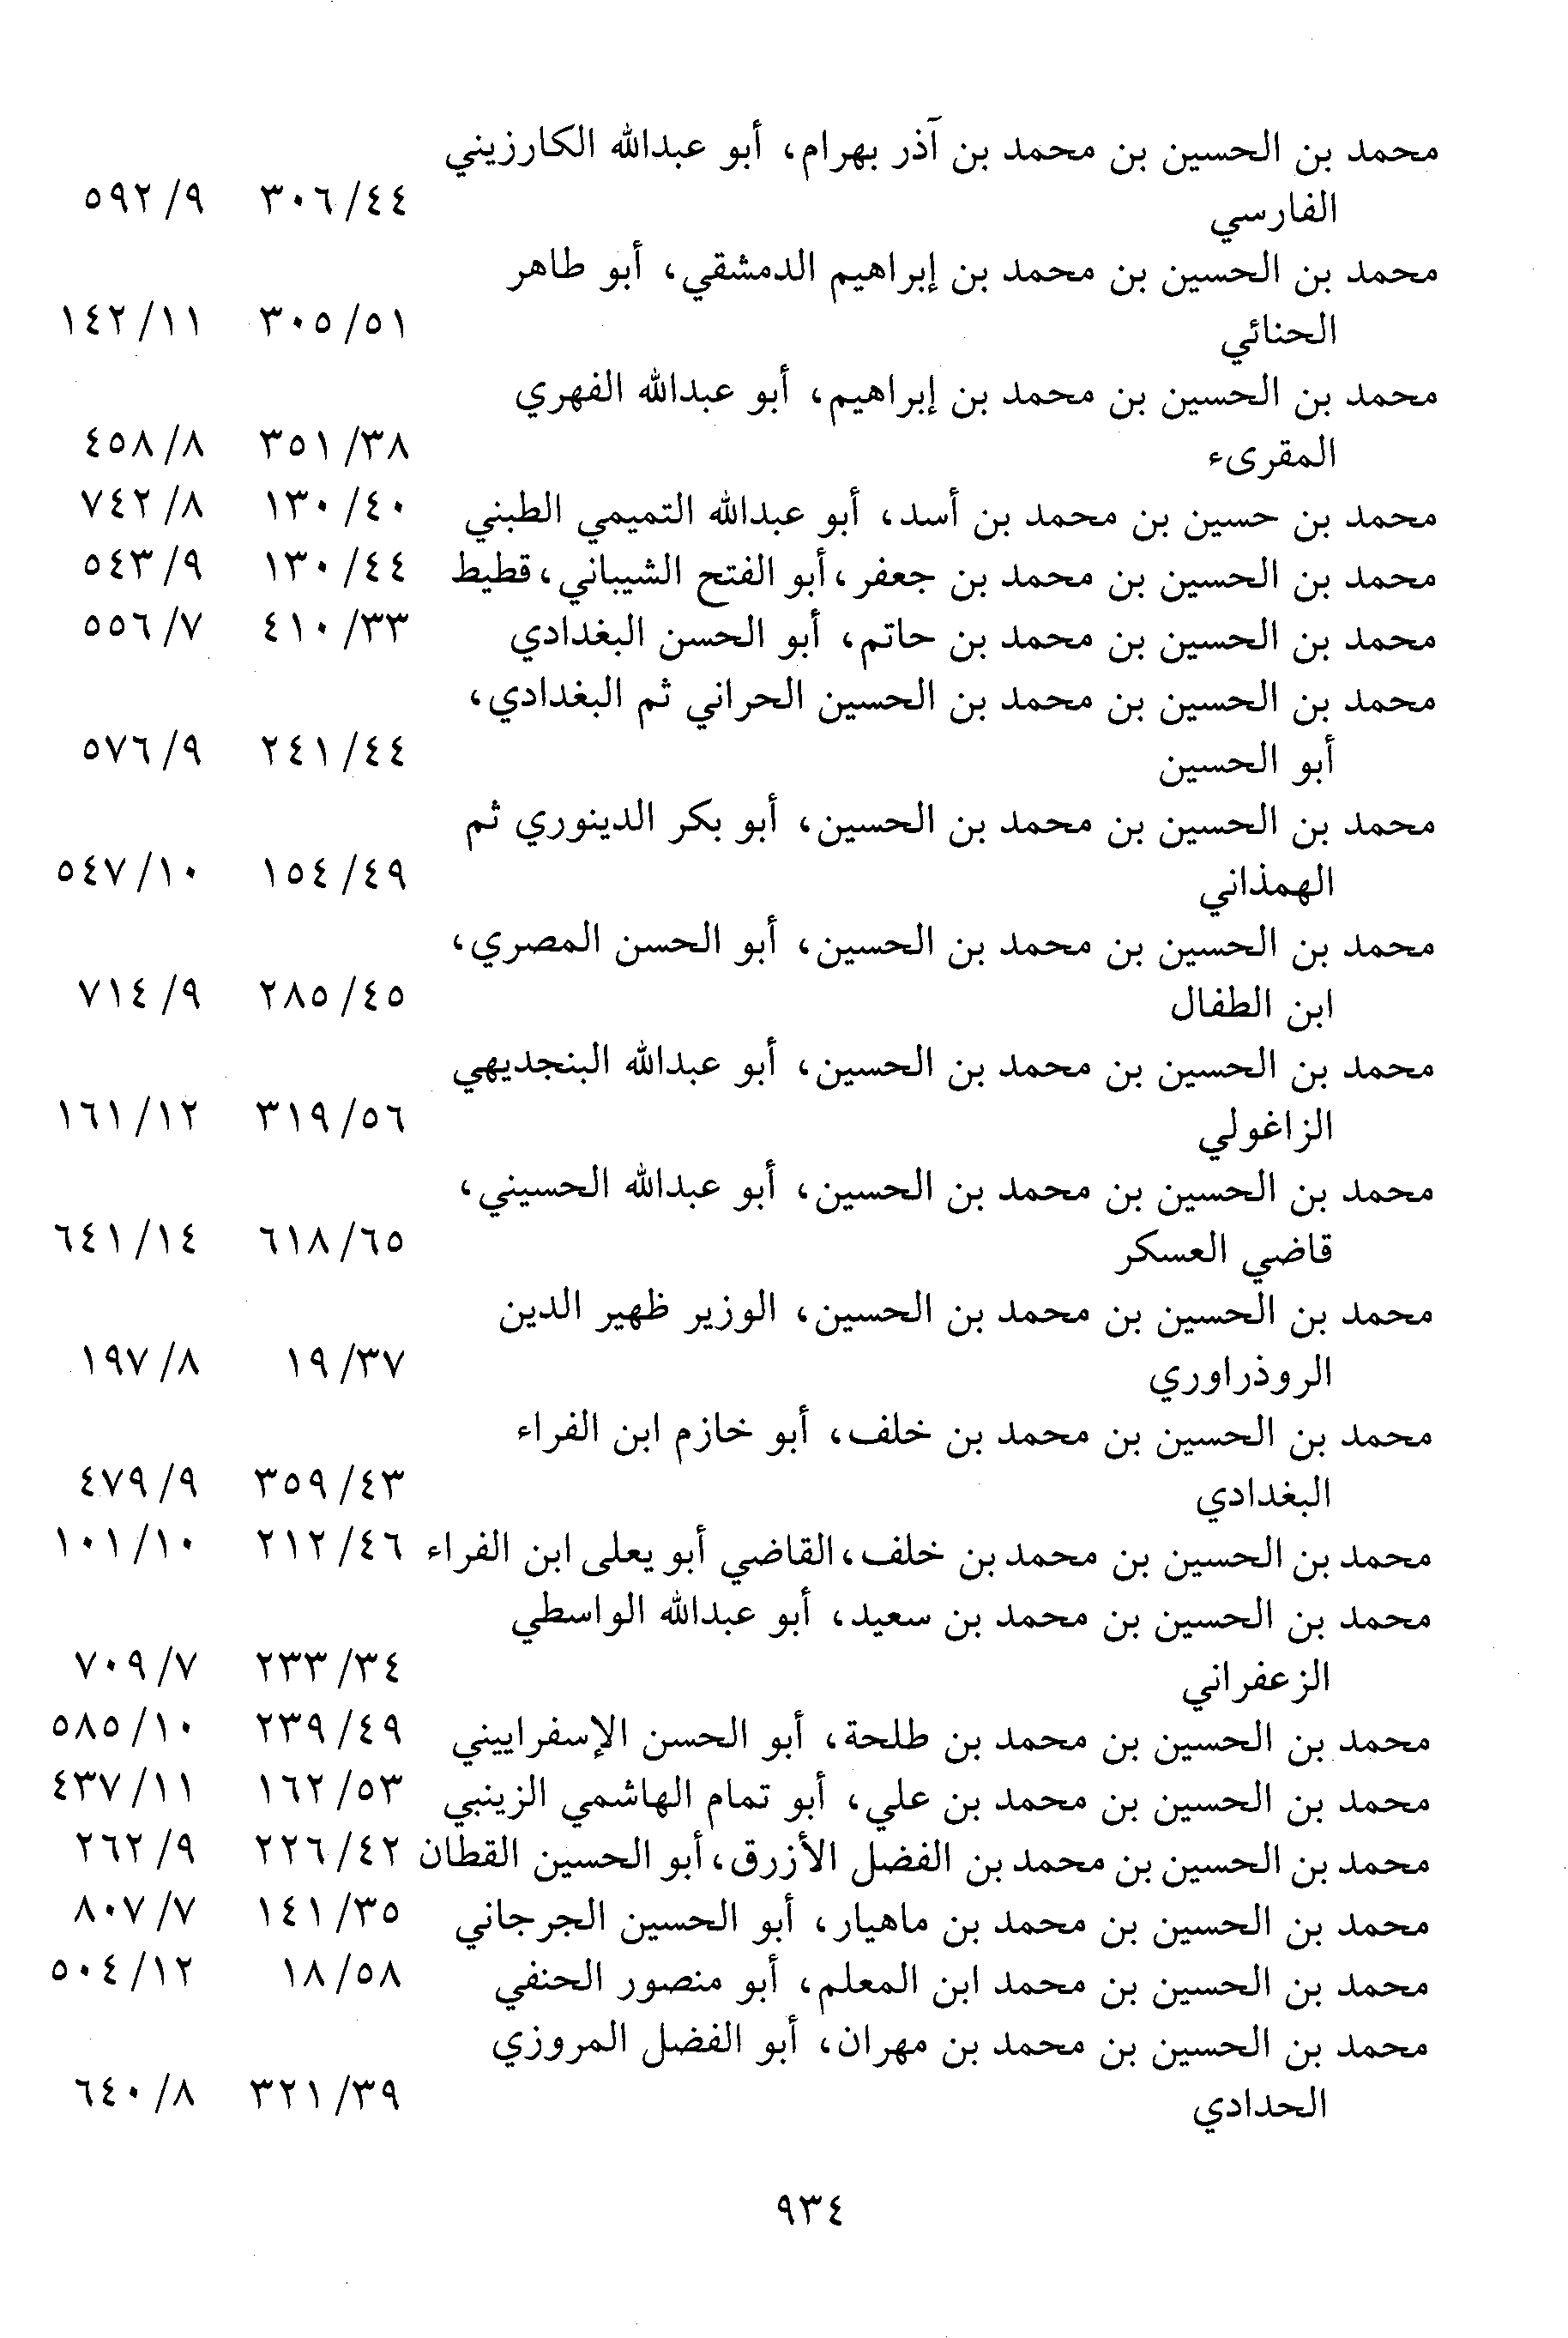 محمد بن الحسين بن محمد بن آذر بهرام، أبو عبدالله الكارزيني
الفارسي ٣٠٦/٤٤ ٥٩٢/٩
محمد بن الحسين بن محمد بن إبراهيم الدمشقي، أبو طاهر
الحنائي ٣٠٥/٥١ ١٤٢/١١
محمد بن الحسين بن محمد بن إبراهيم، أبو عبدالله الفهري
المقرىء ٣٥١/٣٨ ٤٥٨/٨
محمد بن حسين بن محمد بن أسد، أبو عبدالله التميمي الطبني ١٣٠/٤٠ ٧٤٢/٨
محمد بن الحسين بن محمد بن جعفر، أبو الفتح الشيباني، قطيط ١٣٠/٤٤ ٥٤٣/٩
محمد بن الحسين بن محمد بن حاتم، أبو الحسن البغدادي ٤١٠/٣٣ ٥٥٦/٧
محمد بن الحسين بن محمد بن الحسين الحراني ثم البغدادي،
أبو الحسين ٢٤١/٤٤ ٥٧٦/٩
محمد بن الحسين بن محمد بن الحسين، أبو بكر الدينوري ثم
الهمذاني ١٥٤/٤٩ ٥٤٧/١٠
محمد بن الحسين بن محمد بن الحسين، أبو الحسن المصري،
ابن الطفال ٢٨٥/٤٥ ٧١٤/٩
محمد بن الحسين بن محمد بن الحسين، أبو عبدالله البنجديهي
الزاغولي ٣١٩/٥٦ ١٦١/١٢
محمد بن الحسين بن محمد بن الحسين، أبو عبدالله الحسيني،
قاضي العسكر ٦١٨/٦٥ ٦٤١/١٤
محمد بن الحسين بن محمد بن الحسين، الوزير ظهير الدين
الروذراوري ١٩/٣٧ ١٩٧/٨
محمد بن الحسين بن محمد بن خلف، أبو خازم ابن الفراء
البغدادي ٣٥٩/٤٣ ٤٧٩/٩
محمد بن الحسين بن محمد بن خلف، القاضي أبو يعلى ابن الفراء ٢١٢/٤٦ ١٠١/١٠
محمد بن الحسين بن محمد بن سعيد، أبو عبدالله الواسطي
الزعفراني ٢٣٣/٣٤ ٧٠٩/٧
محمد بن الحسين بن محمد بن طلحة، أبو الحسن الإسفراييني ٢٣٩/٤٩ ٥٨٥/١٠
محمد بن الحسين بن محمد بن علي، أبو تمام الهاشمي الزينبي ١٦٢/٥٣ ٤٣٧/١١
محمد بن الحسين بن محمد بن الفضل الأزرق، أبو الحسين القطان ٢٢٦/٤٢ ٢٦٢/٩
محمد بن الحسين بن محمد بن ماهيار، أبو الحسين الجرجاني ١٤١/٣٥ ٨٠٧/٧
محمد بن الحسين بن محمد ابن المعلم، أبو منصور الحنفي ١٨/٥٨ ٥٠٤/١٢
محمد بن الحسين بن محمد بن مهران، أبو الفضل المروزي
الحدادي ٣٢١/٣٩ ٦٤٠/٨
٩٣٤